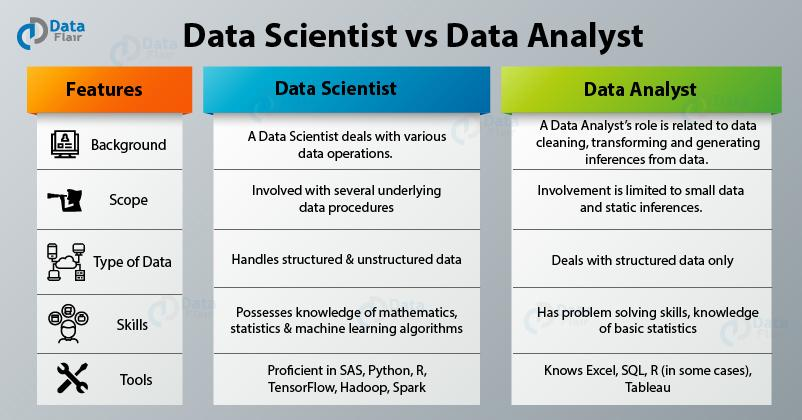 Data
Flair
Data Scientist vs Data Analyst
Features
Data Scientist
Data Analyst
Background
A Data Scientist deals with various
data operations.
A Data Analyst's role is related to data
cleaning, transforming and generating
inferences from data.
Scope
Involved with several underlying
data procedures
Involvement is limited to small data
and static inferences.
Type of Data
Handles structured & unstructured data
Deals with structured data only
Skills
Possesses knowledge of mathematics,
statistics & machine learning algorithms
Has problem solving skills, knowledge
of basic statistics
Tools
Proficient in SAS, Python, R,
TensorFlow, Hadoop, Spark
Knows Excel, SQL, R (in some cases),
Tableau